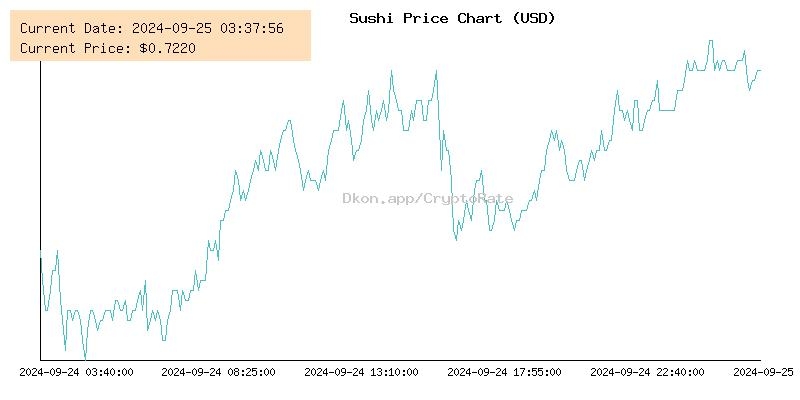 Sushi Price Chart (USD)
Current Date: 2024-09-25 03:37:56
Current Price: $0.7220
Dkon.app/CryptoRate
2024-09-24 03:40:00
2024-09-24 08:25:00
2024-09-24 13:10:00
2024-09-24 17:55:00
2024-09-24 22:40:00
2024-09-25